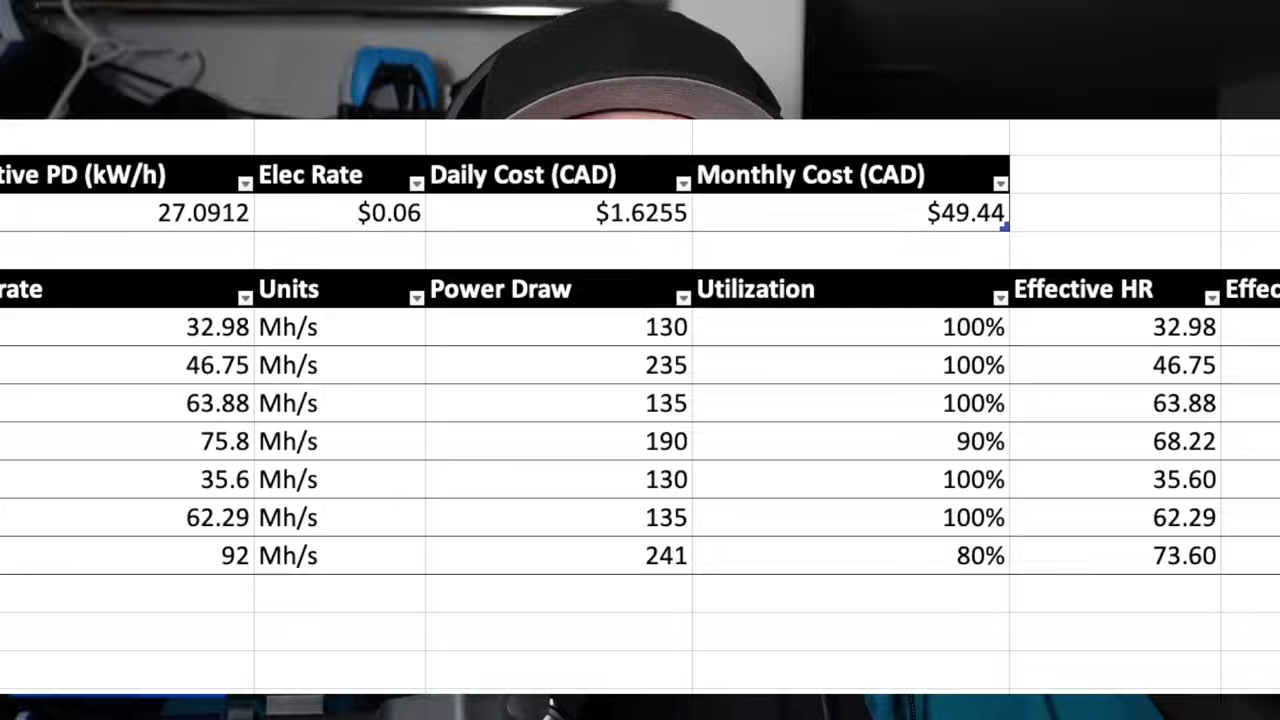 tive PD (kW/h) Elec Rate Daily Cost (CAD) Monthly Cost (CAD)
27.0912 $0.06 $1.6255 $49.44
rate Units Power Draw Utilization Effective HR Effec
32.98 Mh/s 130 100% 32.98
46.75 Mh/s 235 100% 46.75
63.88 Mh/s 135 100% 63.88
75.8 Mh/s 190 90% 68.22
35.6 Mh/s 130 100% 35.60
62.29 Mh/s 135 100% 62.29
92 Mh/s 241 80% 73.60